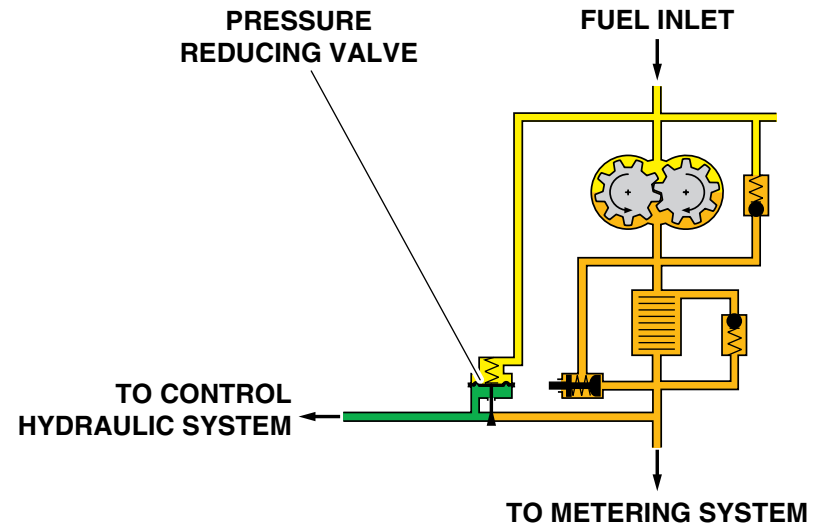 PRESSURE
REDUCING VALVE
FUEL INLET
TO CONTROL
HYDRAULIC SYSTEM
TO METERING SYSTEM